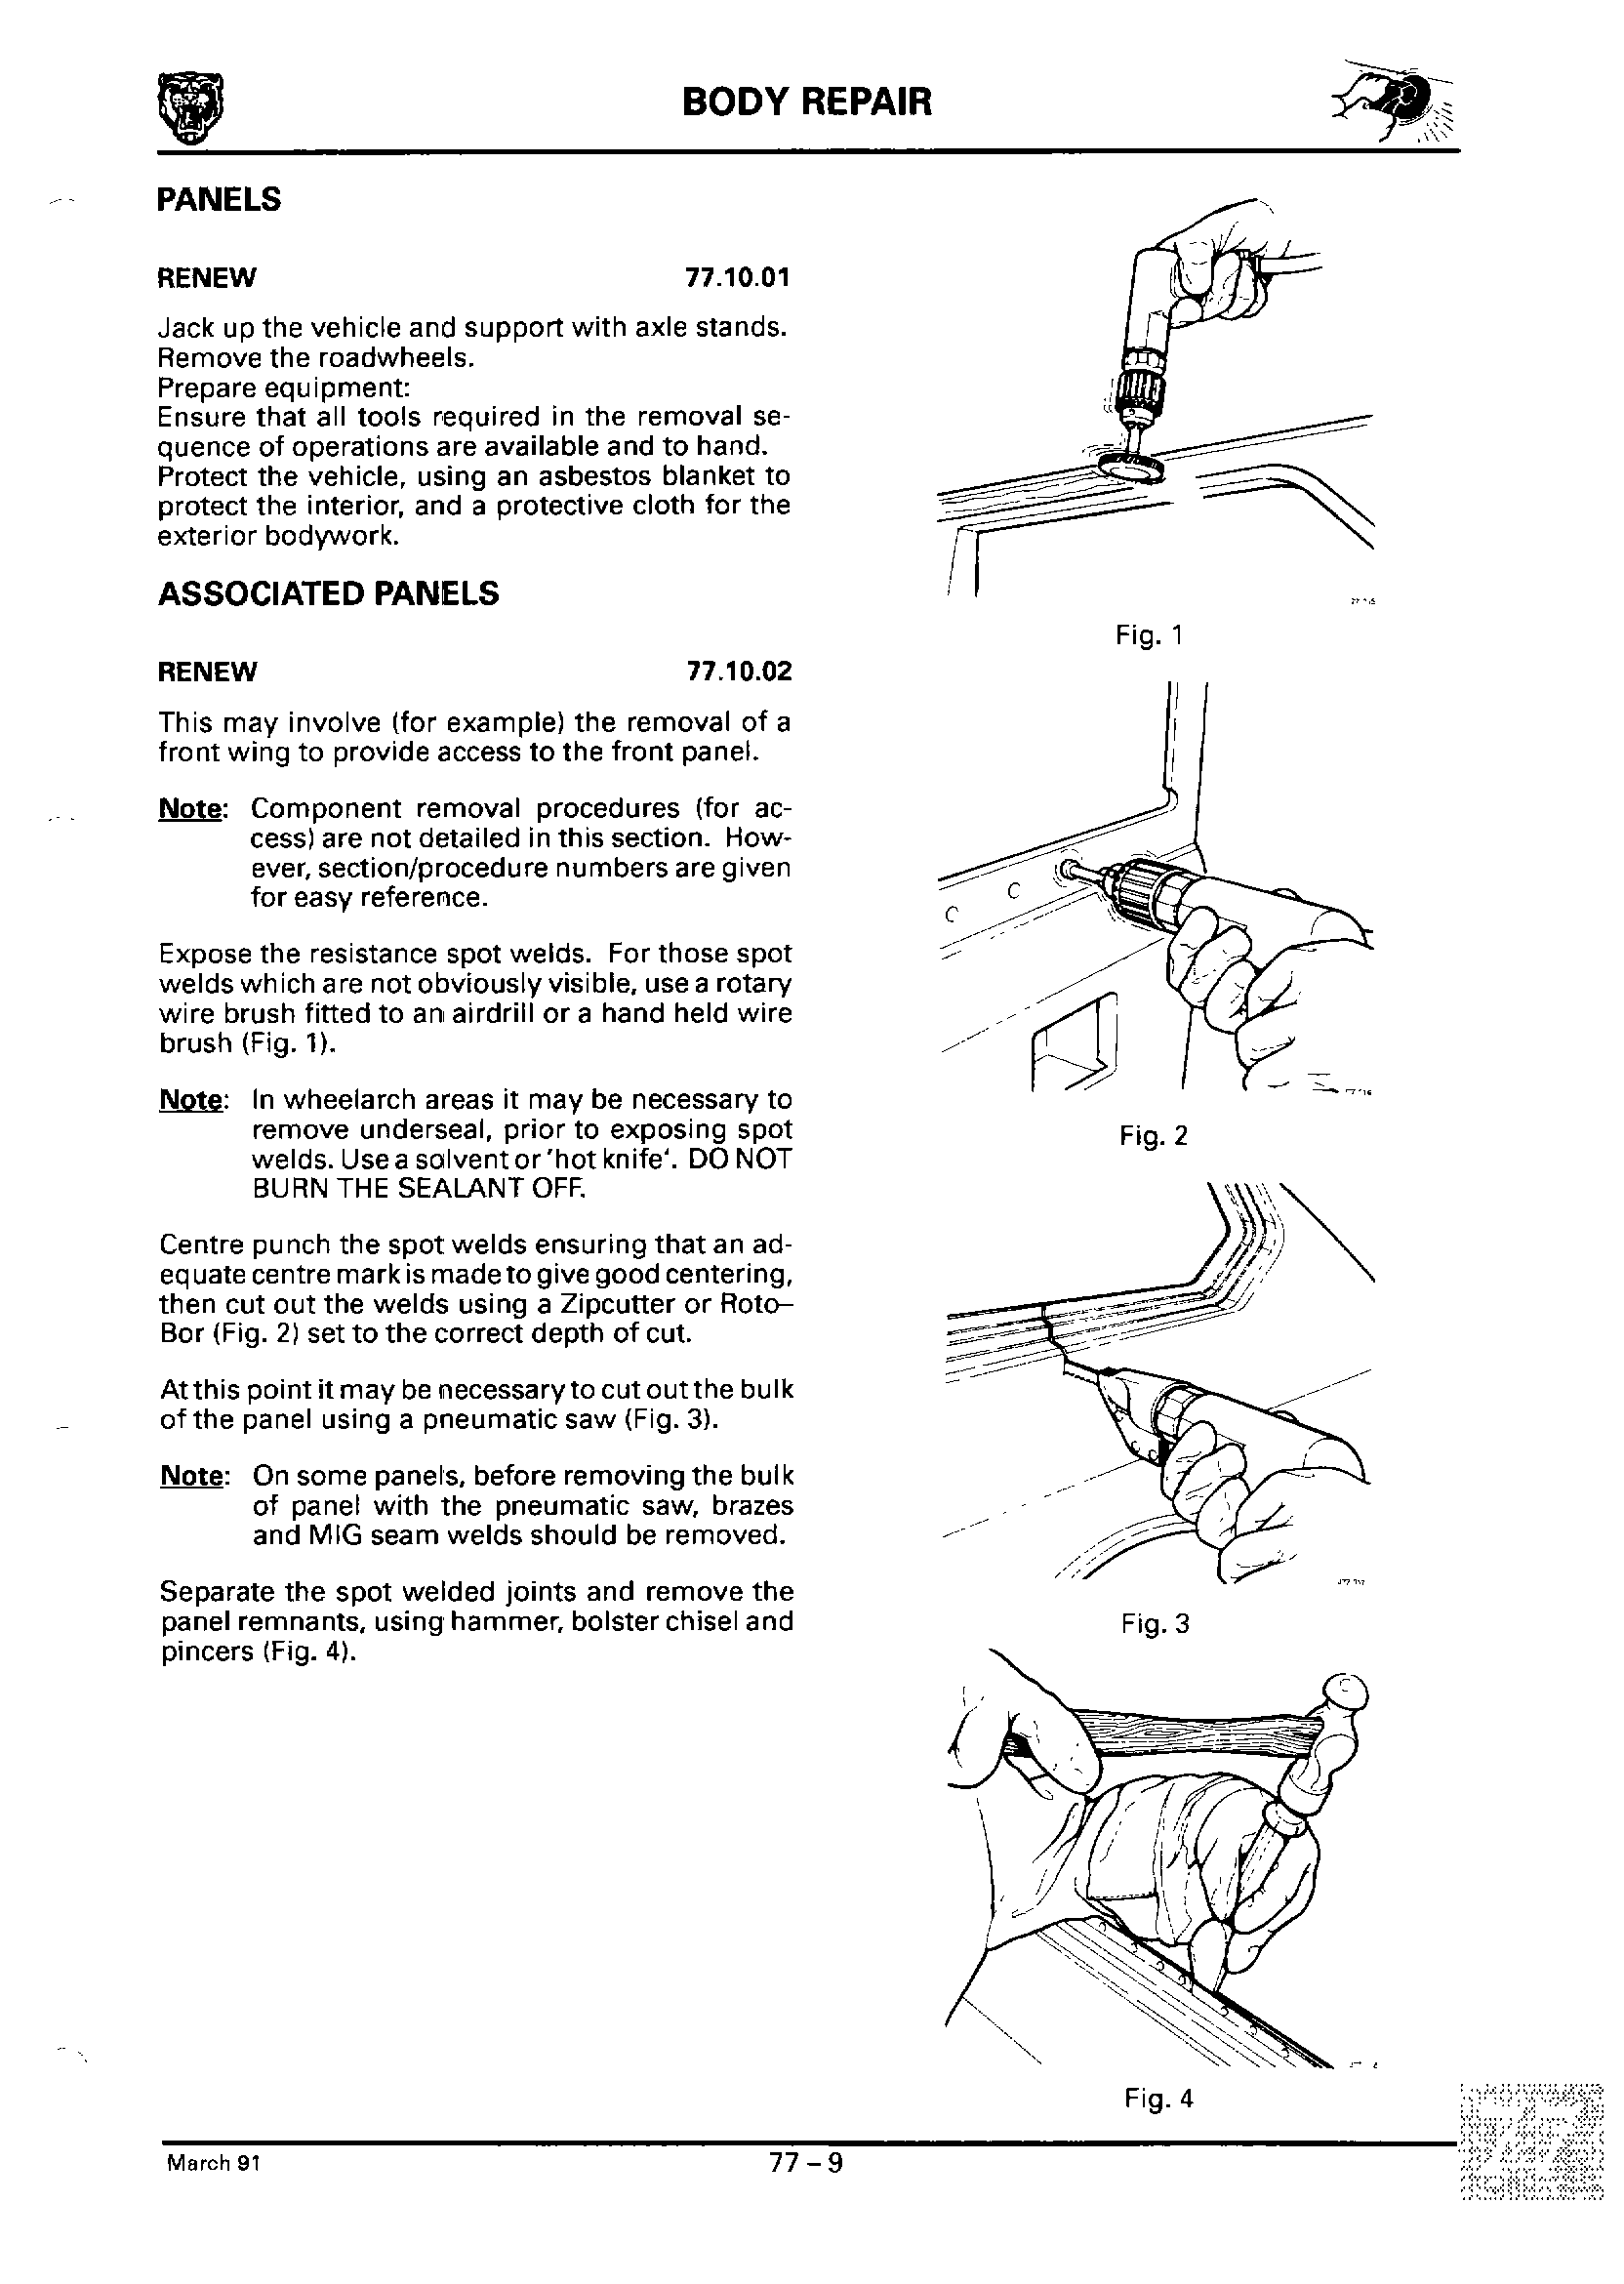 BODY REPAIR
PANELS
RENEW 77.10.01
Jack up the vehicle and support with axle stands.
Remove the roadwheels.
Prepare equipment:
Ensure that all tools required in the removal se-
quence of operations are available and to hand.
Protect the vehicle, using an asbestos blanket to
protect the interior, and a protective cloth for the
exterior bodywork.
ASSOCIATED PANELS
RENEW 77.10.02
This may involve (for example) the removal of a
front wing to provide access to the front panel.
Note: Component removal procedures (for ac-
cess) are not detailed in this section. How-
ever, section/procedure numbers are given
for easy reference.
Expose the resistance spot welds. For those spot
welds which are not obviously visible, use a rotary
wire brush fitted to an airdrill or a hand held wire
brush (Fig. 1).
Note: In wheelarch areas it may be necessary to
remove underseal, prior to exposing spot
welds. Use a solvent or 'hot knife'. DO NOT
BURN THE SEALANT OFF.
Centre punch the spot welds ensuring that an ad-
equate centre mark is made to give good centering,
then cut out the welds using a Zipcutter or Roto-
Bor (Fig. 2) set to the correct depth of cut.
At this point it may be necessary to cut out the bulk
of the panel using a pneumatic saw (Fig. 3).
Note: On some panels, before removing the bulk
of panel with the pneumatic saw, brazes
and MIG seam welds should be removed.
Separate the spot welded joints and remove the
panel remnants, using hammer, bolster chisel and
pincers (Fig. 4).
Fig. 1
Fig. 2
Fig. 3
Fig. 4
March 91
77 – 9